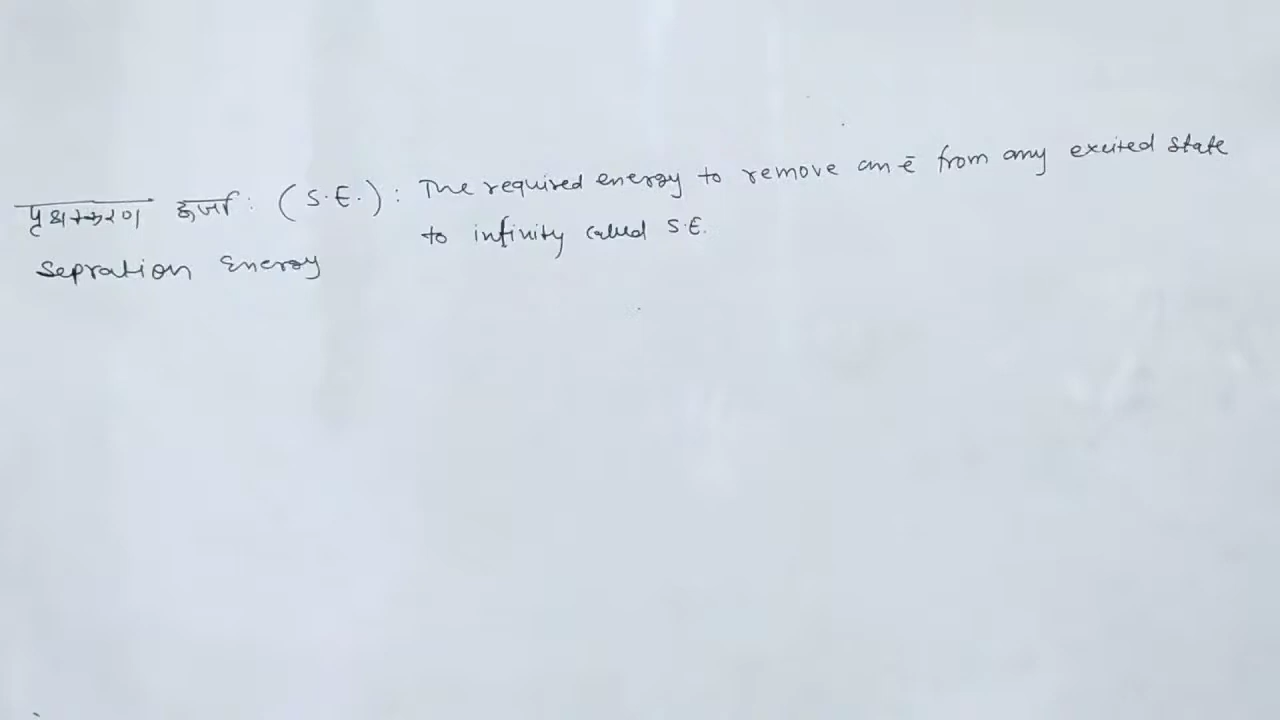 पृथक्करण ऊर्जा : (S.E.) : The required energy to remove an ē from any excited state
to infinity called S.E.
Sepration Energy